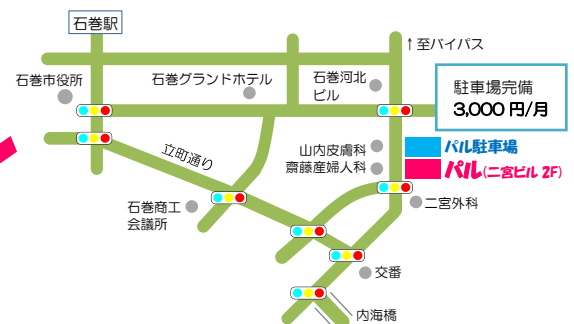 石巻駅
↑至バイパス
石巻市役所
石巻グランドホテル
石巻河北
ビル
駐車場完備
3,000円/月
立町通り
山内皮膚科
齋藤産婦人科
パル駐車場
パル(二宮ビル 2F)
石巻商工
会議所
二宮外科
交番
内海橋